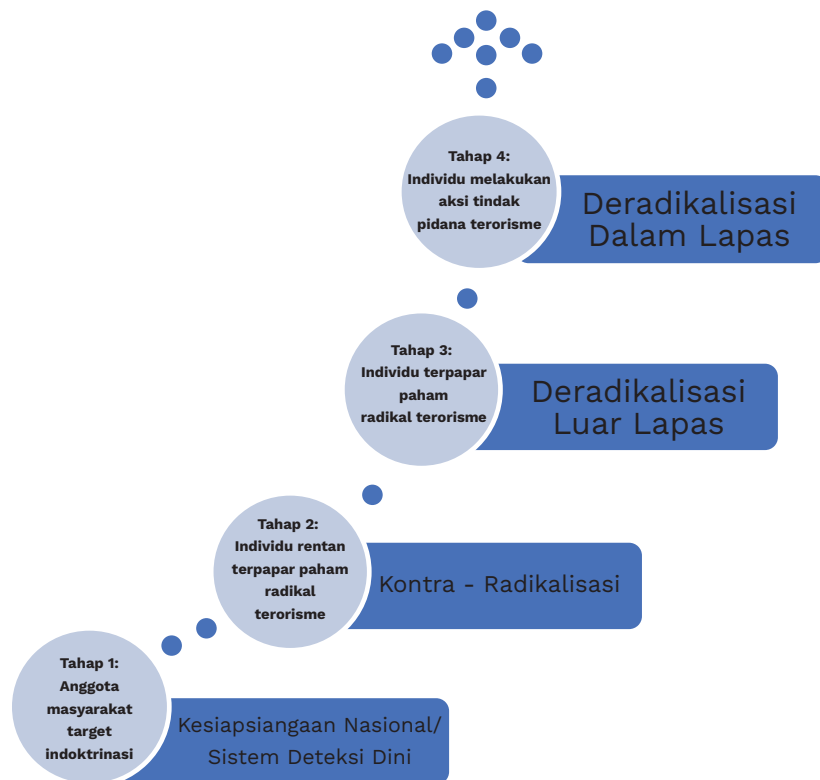 Tahap 4:
Individu melakukan
aksi tindak
pidana terorisme
Deradikalisasi
Dalam Lapas
Tahap 3:
Individu terpapar
paham
radikal terorisme
Deradikalisasi
Luar Lapas
Tahap 2:
Individu rentan
terpapar paham
radikal
terorisme
Kontra - Radikalisasi
Tahap 1:
Anggota
masyarakat
target
indoktrinasi
Kesiapsiangaan Nasional/
Sistem Deteksi Dini